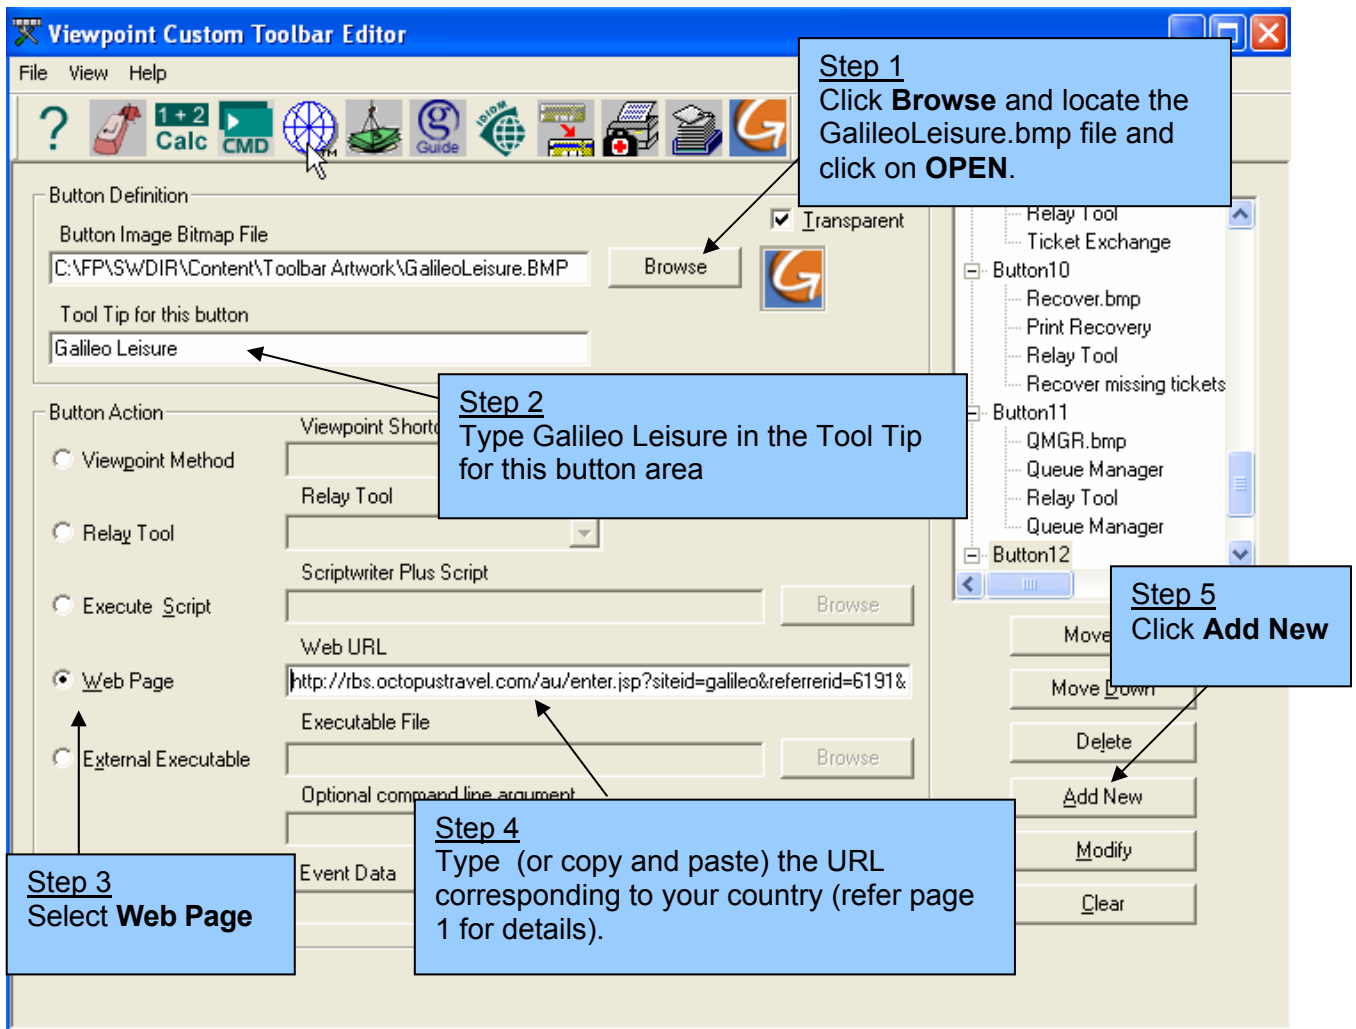 Viewpoint Custom Toolbar Editor
File View Help
Step 1
Click Browse and locate the
GalileoLeisure.bmp file and
click on OPEN.
?
1 + 2
Calc
CMD
TM
g
Guide
Button Definition
Transparent
Button Image Bitmap File
C:\FP\SWDIR\Content\Toolbar Artwork\GalileoLeisure.BMP
Browse
Tool Tip for this button
Galileo Leisure
Step 2
Type Galileo Leisure in the Tool Tip
for this button area
Button Action
Viewpoint Method
Relay Tool
Relay Tool
Scriptwriter Plus Script
Execute Script
Browse
Web URL
Web Page
http://rbs.octopustravel.com/au/enter.jsp?siteid=galileo&referrerid=6191&
Executable File
External Executable
Browse
Optional command line argument
Event Data
Step 3
Select Web Page
Step 4
Type (or copy and paste) the URL
corresponding to your country (refer page
1 for details).
Relay Tool
Ticket Exchange
Button10
Recover.bmp
Print Recovery
Relay Tool
Recover missing tickets
Button11
QMGR.bmp
Queue Manager
Relay Tool
Queue Manager
Button12
Step 5
Click Add New
Move
Move Down
Delete
Add New
Modify
Clear